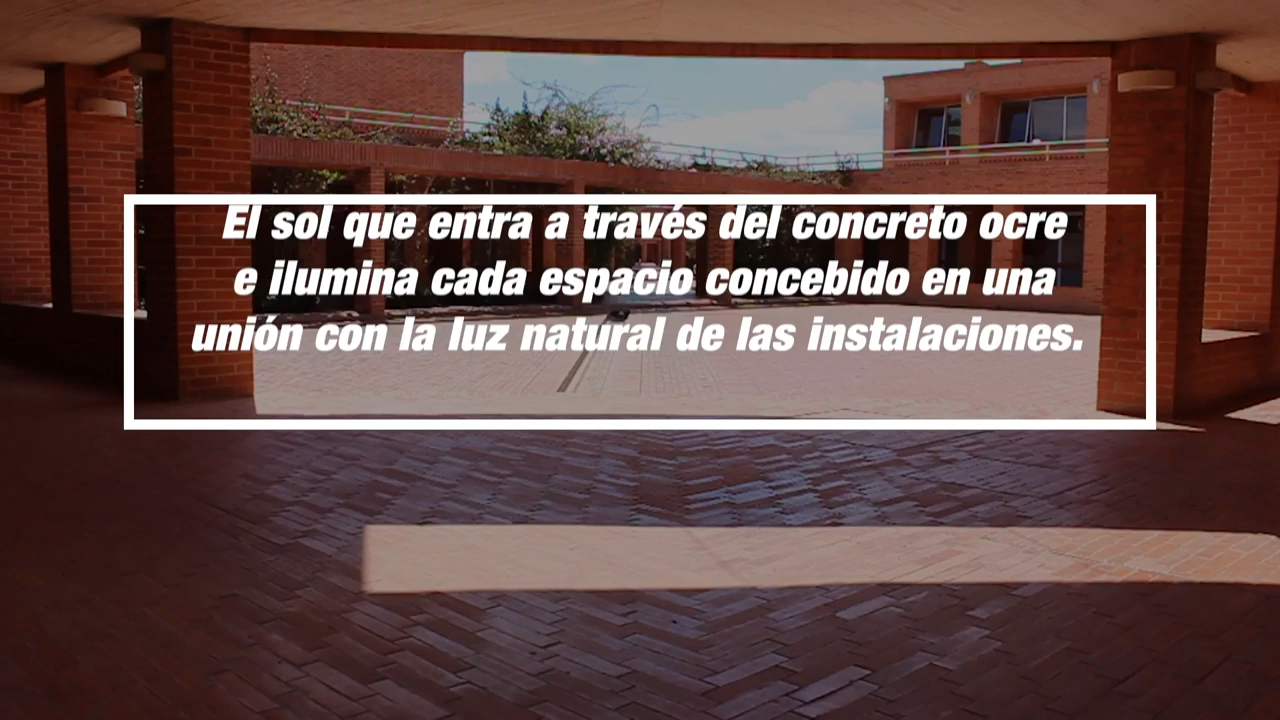 El sol que entra a través del concreto ocre
e ilumina cada espacio concebido en una
unión con la luz natural de las instalaciones.